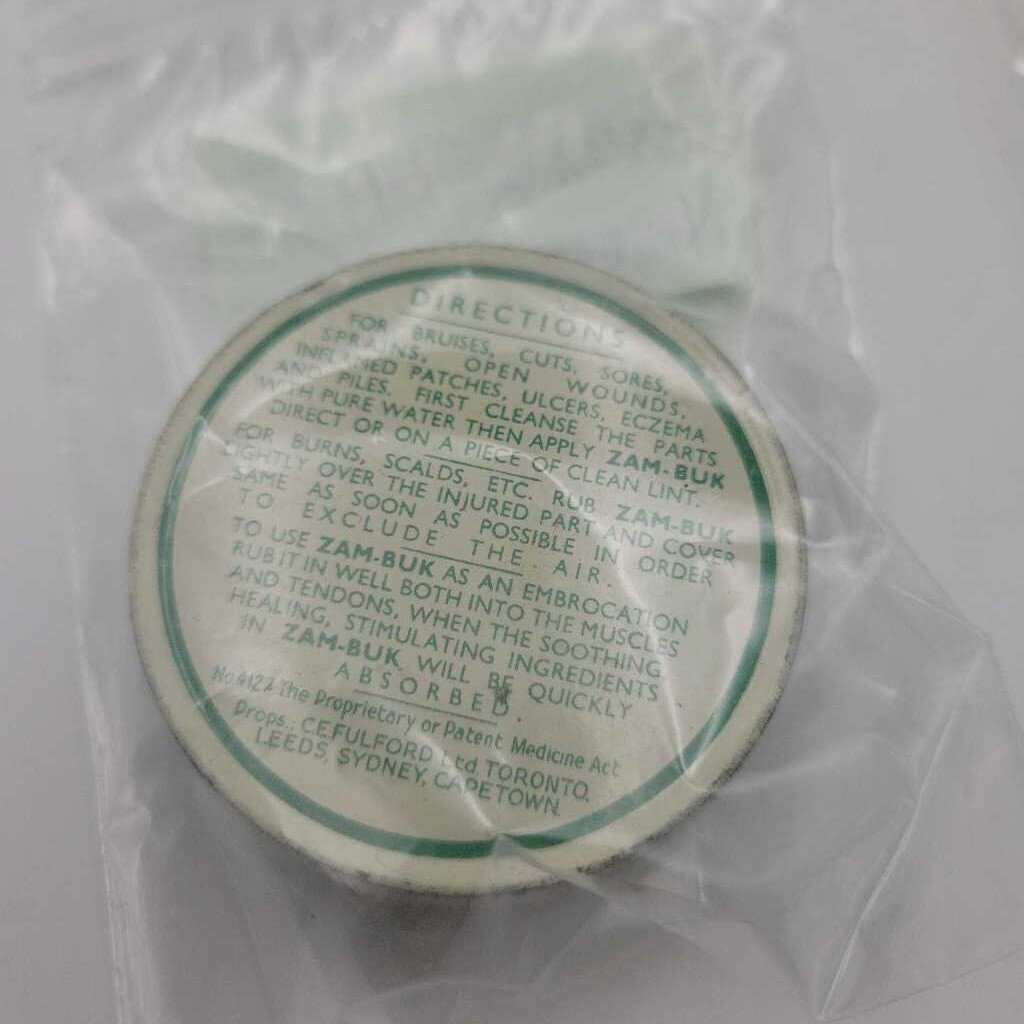 DIRECTIONS
FOR BRUISES, CUTS, SORES,
SPRAINS, OPEN WOUNDS,
INFLAMED PATCHES, ULCERS, ECZEMA
AND PILES, FIRST CLEANSE THE PARTS
WITH PURE WATER THEN APPLY ZAM-BUK
DIRECT OR ON A PIECE OF CLEAN LINT.
FOR BURNS, SCALDS, ETC. RUB ZAM-BUK
LIGHTLY OVER THE INJURED PART AND COVER
SAME AS SOON AS POSSIBLE IN ORDER
TO EXCLUDE THE AIR.
TO USE ZAM-BUK AS AN EMBROCATION
RUB IT IN WELL BOTH INTO THE MUSCLES
AND TENDONS, WHEN THE SOOTHING
HEALING, STIMULATING INGREDIENTS
IN ZAM-BUK WILL BE QUICKLY
ABSORBED.
No.4122 The Proprietary or Patent Medicine Act
Props.: C.E.FULFORD Ltd. TORONTO,
LEEDS, SYDNEY, CAPETOWN.